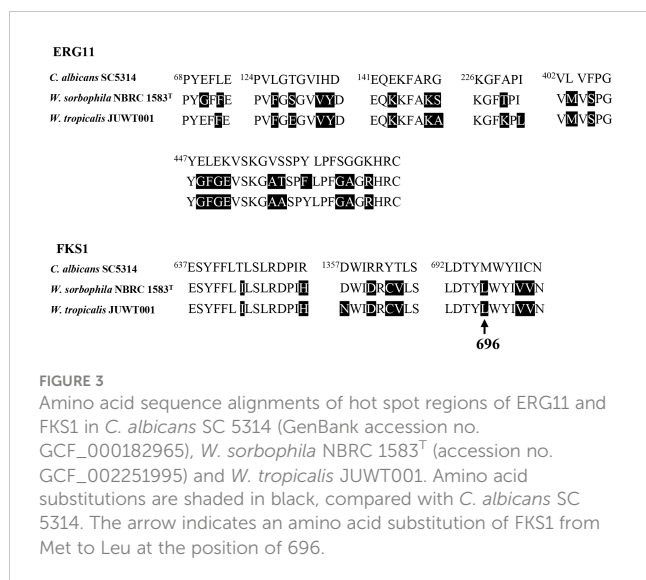 ERG11
C. albicans SC5314 68PYEFLE 124PVLGTGVIHD 141EQEKFARG 226KGFAPI 402VL VFPG
W. sorbophila NBRC 1583T PYGFFE PVFGSGVVYD EQKKFAKS KGFTPI VMVSPG
W. tropicalis JUWT001 PYEFFE PVFGEGVVYD EQKKFAKA KGFKPL VMVSPG
447YELEKVSKGVSSPY LPFSGGKHRC
YGFGEVSKGATSPFLPFGAGRHRC
YGFGEVSKGAASPYLPFGAGRHRC
FKS1
C. albicans SC5314 637ESYFFLTLSLRDPIR 1357DWIRRYTLS 692LDTYMWYIICN
W. sorbophila NBRC 1583T ESYFFL ILSLRDPIH DWIDRCVLS LDTYLWYIVVN
W. tropicalis JUWT001 ESYFFL ILSLRDPIH NWIDRCVLS LDTYLWYIVVN
696
FIGURE 3
Amino acid sequence alignments of hot spot regions of ERG11 and
FKS1 in C. albicans SC 5314 (GenBank accession no.
GCF_000182965), W. sorbophila NBRC 1583T (accession no.
GCF_002251995) and W. tropicalis JUWT001. Amino acid
substitutions are shaded in black, compared with C. albicans SC
5314. The arrow indicates an amino acid substitution of FKS1 from
Met to Leu at the position of 696.